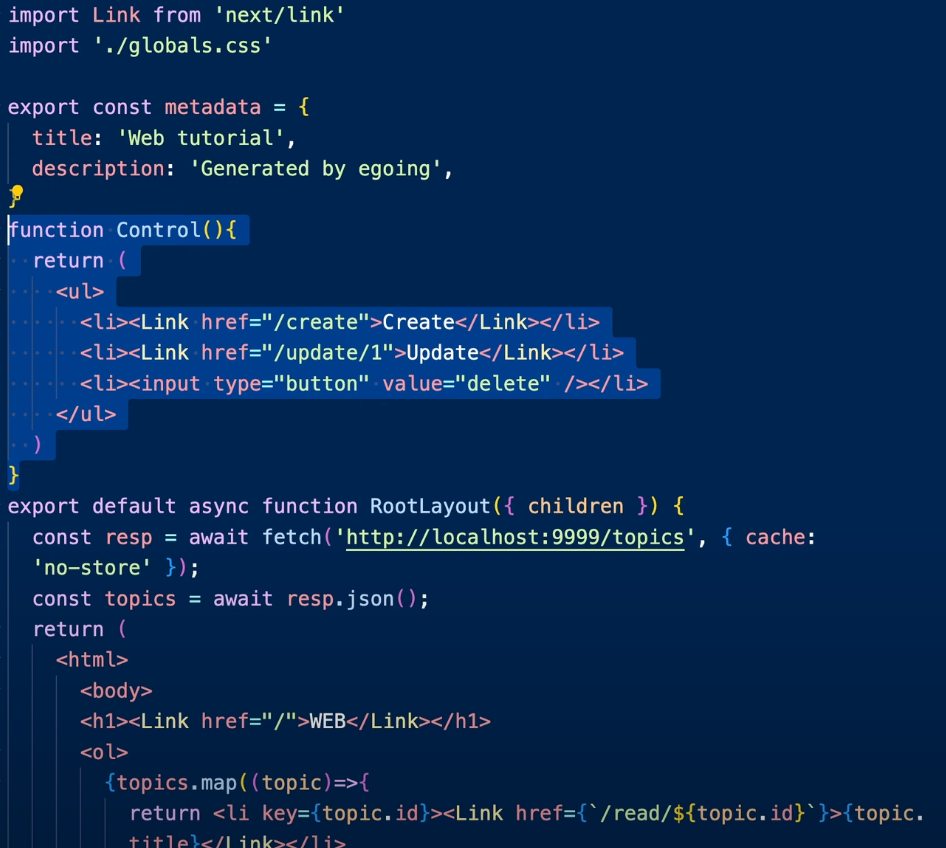 import Link from 'next/link'
import './globals.css'
export const metadata = {
  title: 'Web tutorial',
  description: 'Generated by egoing',
}
function Control(){
  return (
    <ul>
      <li><Link href="/create">Create</Link></li>
      <li><Link href="/update/1">Update</Link></li>
      <li><input type="button" value="delete" /></li>
    </ul>
  )
}
export default async function RootLayout({ children }) {
  const resp = await fetch('http://localhost:9999/topics', { cache:
  'no-store' });
  const topics = await resp.json();
  return (
    <html>
      <body>
      <h1><Link href="/">WEB</Link></h1>
      <ol>
        {topics.map((topic)=>{
          return <li key={topic.id}><Link href={`/read/${topic.id}`}>{topic.
          title}</Link></li>